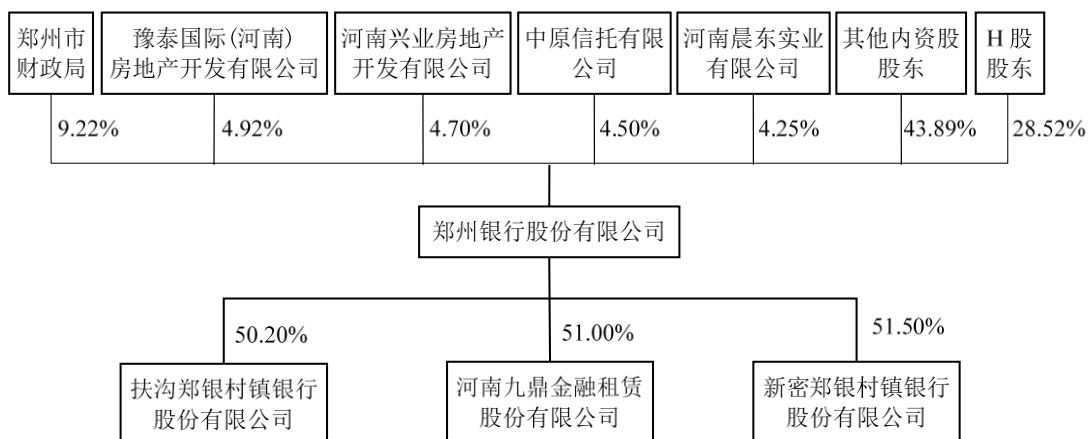 郑州市
财政局
豫泰国际(河南)
房地产开发有限公司
河南兴业房地产
开发有限公司
中原信托有限
公司
河南晨东实业
有限公司
其他内资股
股东
H 股
股东
9.22%
4.92%
4.70%
4.50%
4.25%
43.89%
28.52%
郑州银行股份有限公司
50.20%
51.00%
51.50%
扶沟郑银村镇银行
股份有限公司
河南九鼎金融租赁
股份有限公司
新密郑银村镇银行
股份有限公司